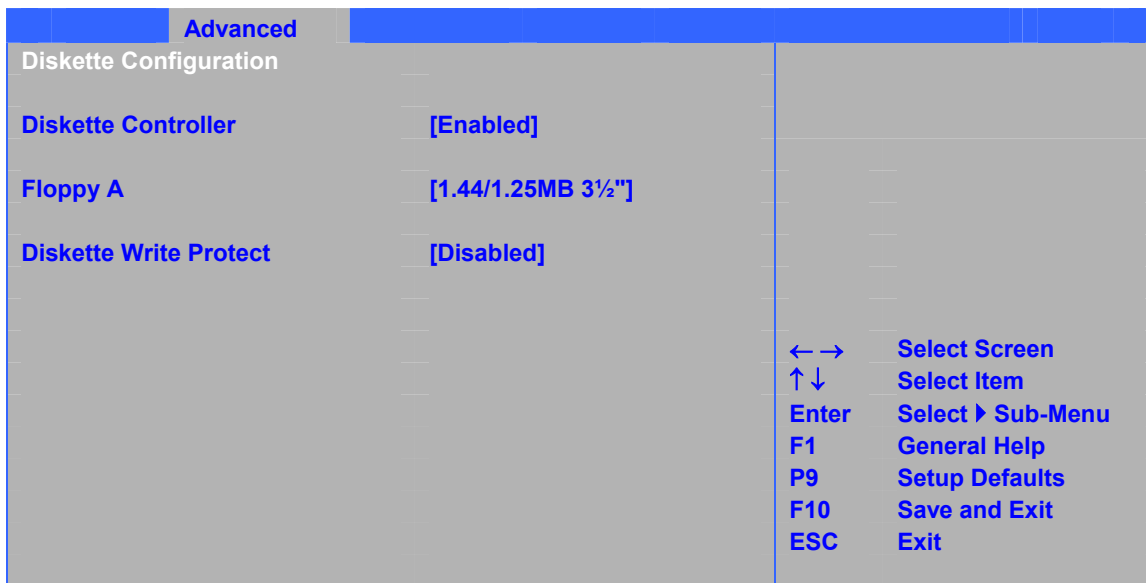 Advanced
Diskette Configuration
Diskette Controller [Enabled]
Floppy A [1.44/1.25MB 3½"]
Diskette Write Protect [Disabled]
← → Select Screen
↑ ↓ Select Item
Enter Select ▶ Sub-Menu
F1 General Help
P9 Setup Defaults
F10 Save and Exit
ESC Exit